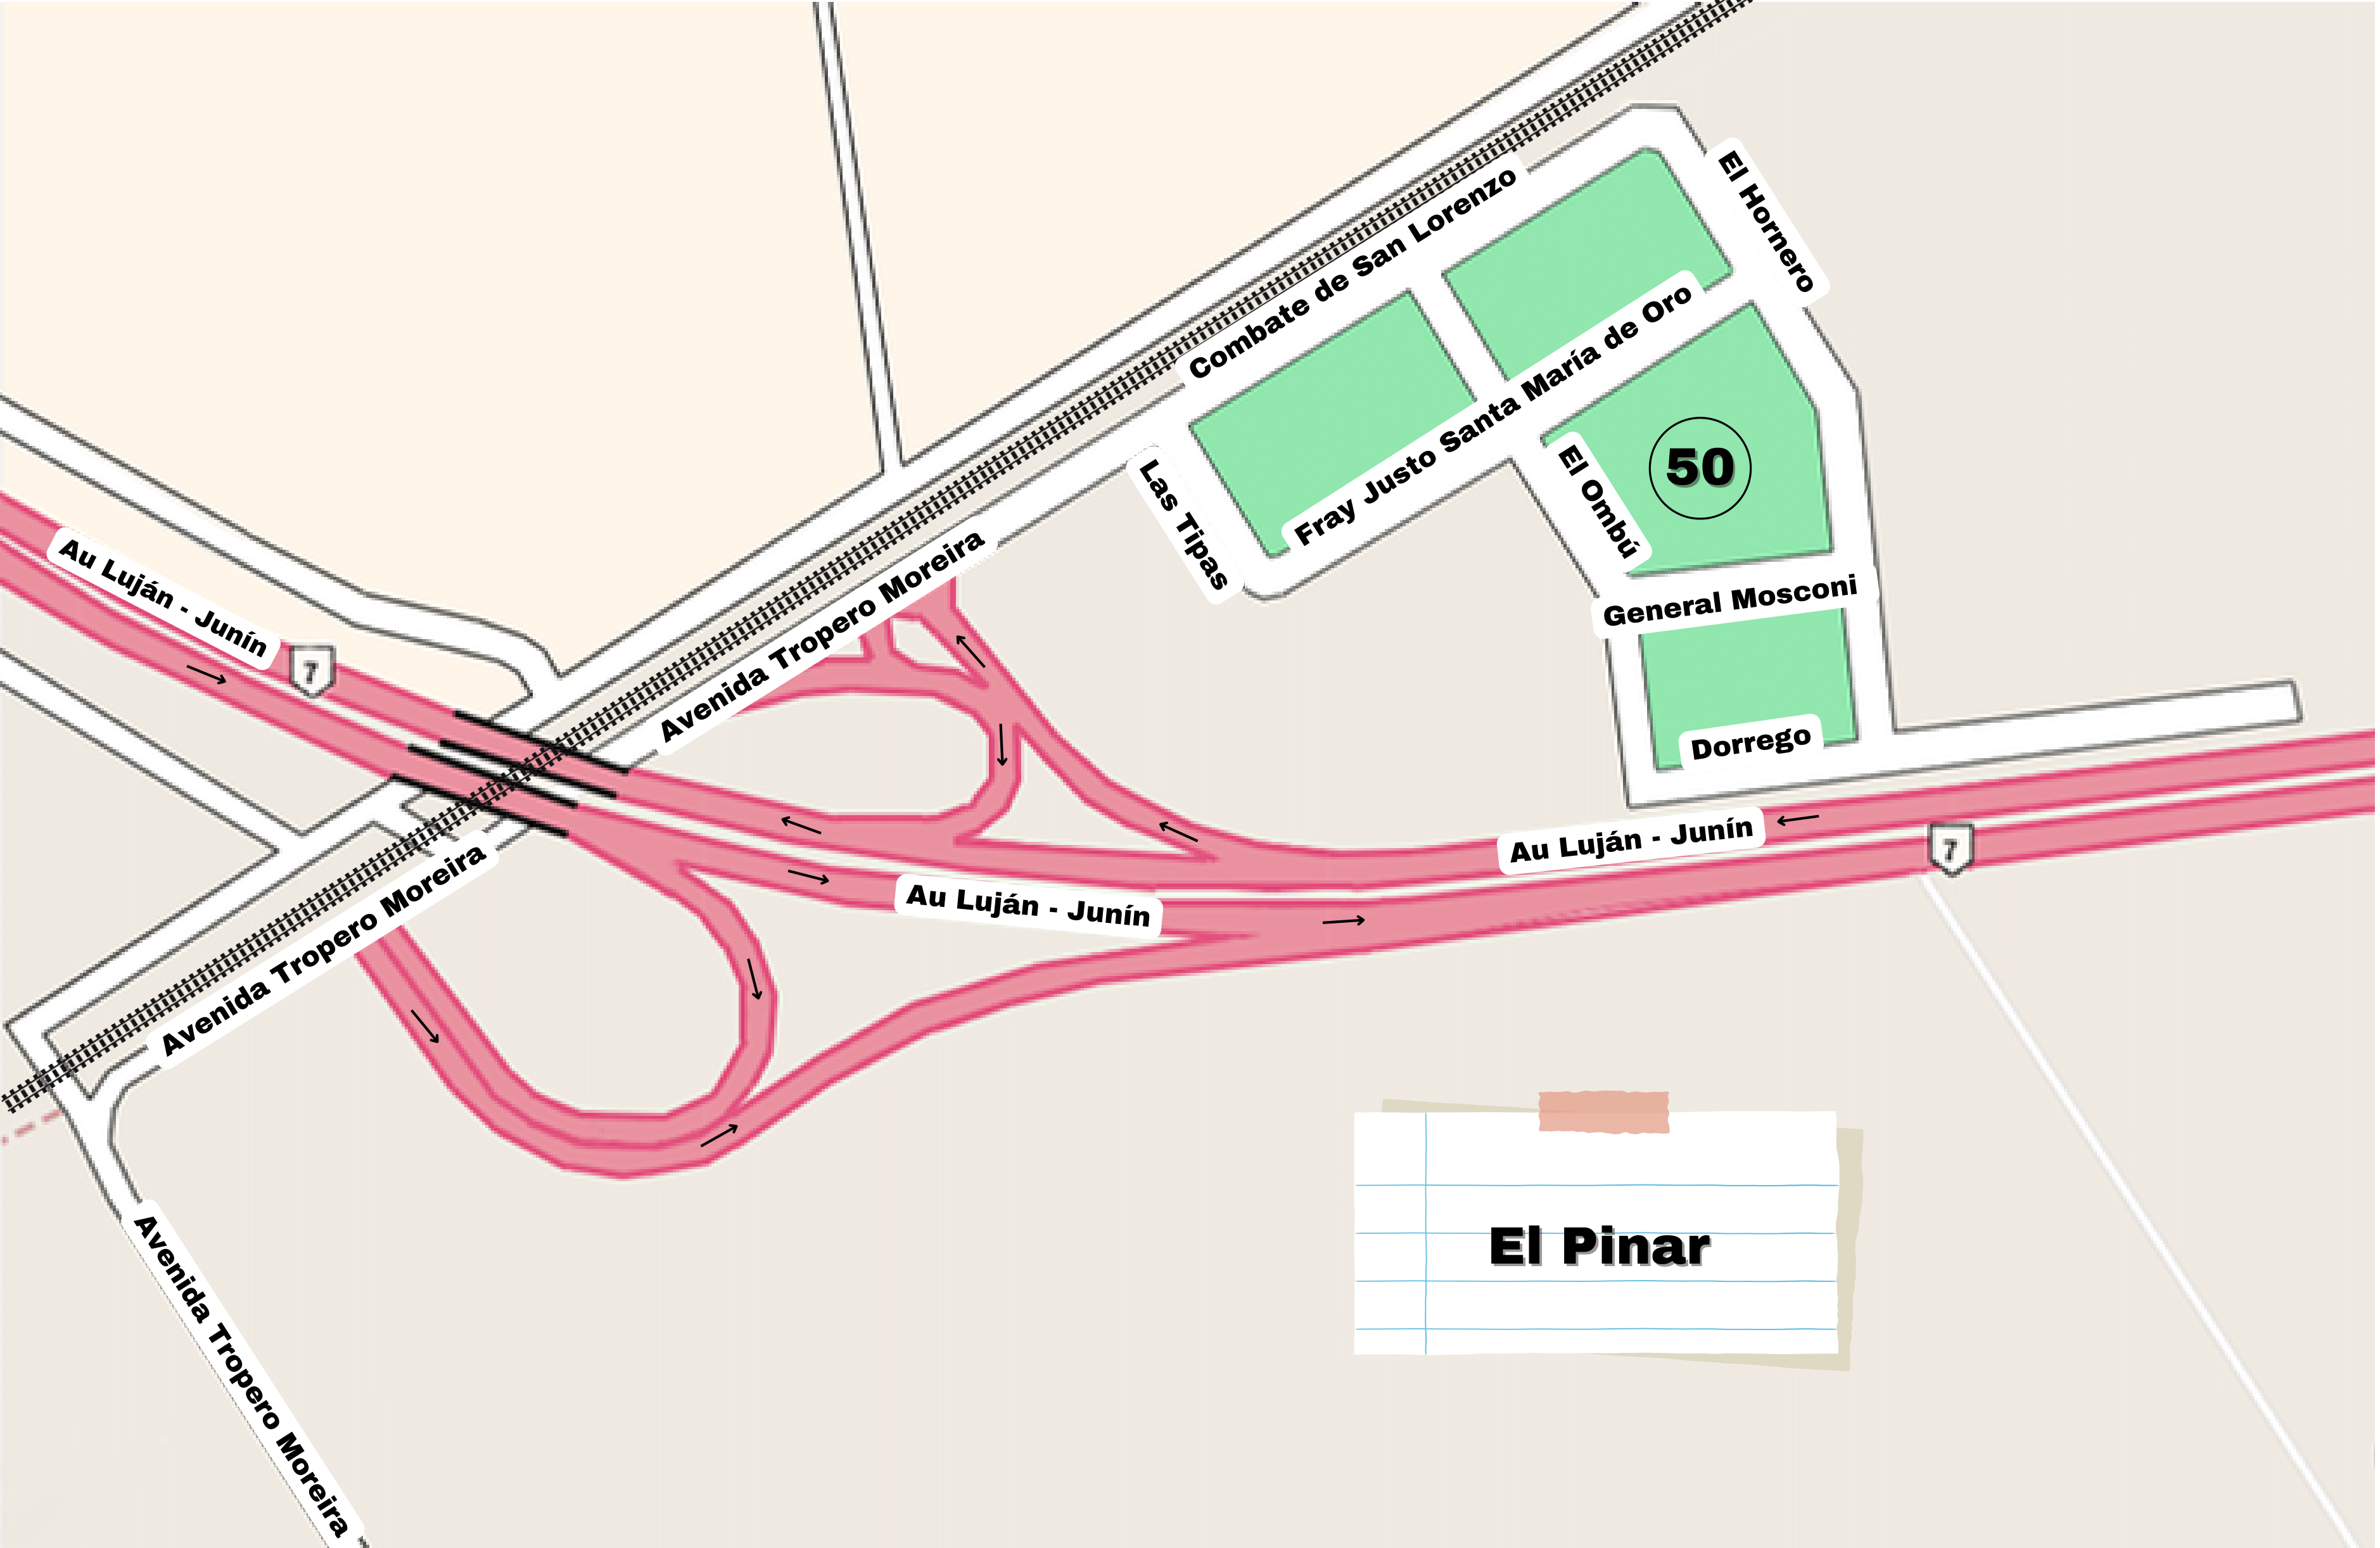 El Hornero
Combate de San Lorenzo
Fray Justo Santa María de Oro
50
El Ombú
Las Tipas
Au Luján - Junín
7
Avenida Tropero Moreira
General Mosconi
Dorrego
Au Luján - Junín
7
Au Luján - Junín
Avenida Tropero Moreira
El Pinar
Avenida Tropero Moreira